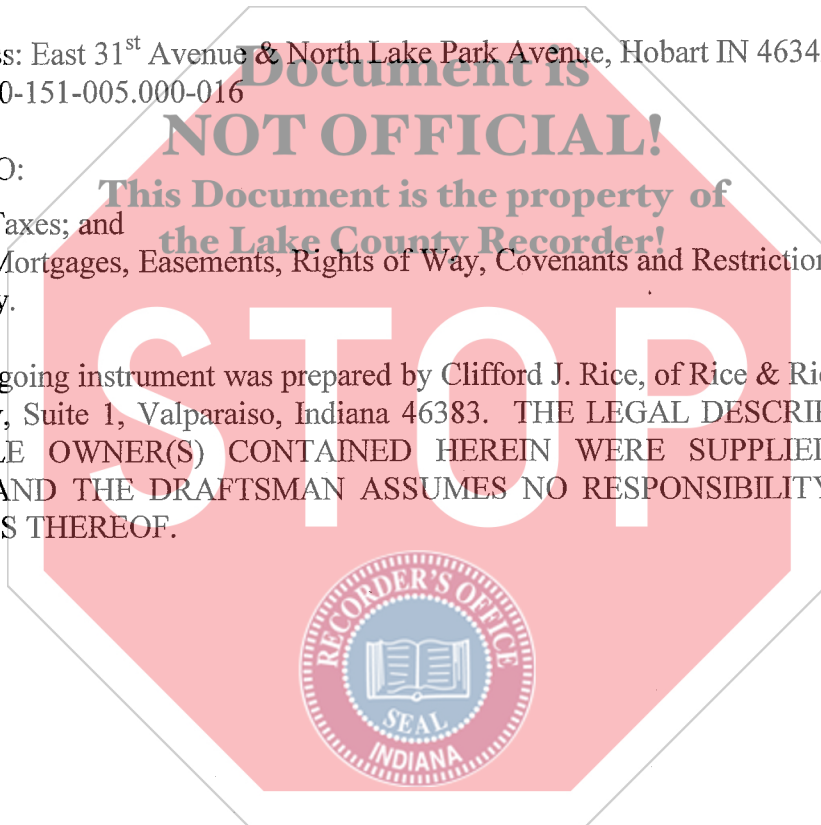 ss: East 31st Avenue & North Lake Park Avenue, Hobart IN 4634
Document is
0-151-005.000-016
NOT OFFICIAL!
O:
This Document is the property of
Taxes; and
the Lake County Recorder!
Mortgages, Easements, Rights of Way, Covenants and Restriction
y.
STOP
going instrument was prepared by Clifford J. Rice, of Rice & Ric
y, Suite 1, Valparaiso, Indiana 46383. THE LEGAL DESCRI
LE OWNER(S) CONTAINED HEREIN WERE SUPPLIE
AND THE DRAFTSMAN ASSUMES NO RESPONSIBILITY
S THEREOF.
RECORDER'S OFFICE
SEAL
INDIANA